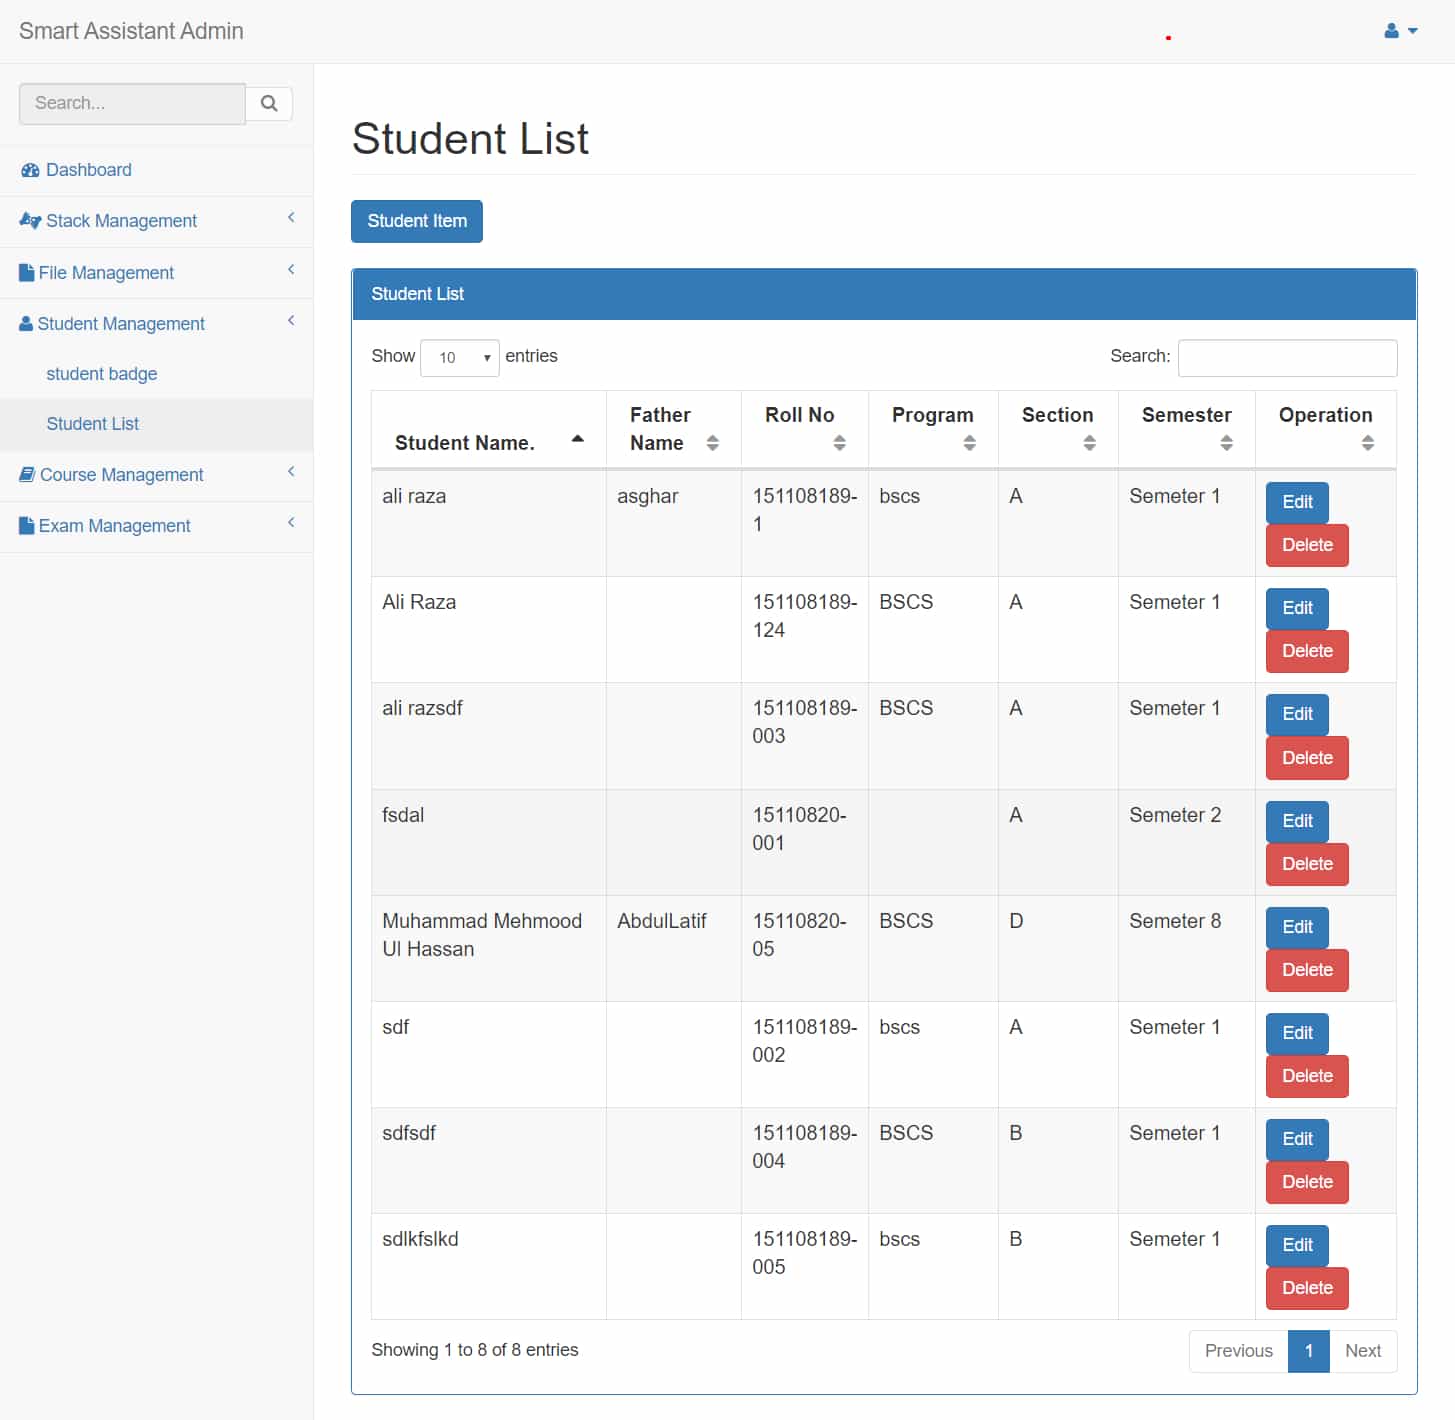 Smart Assistant Admin
Search...
Dashboard
Stack Management
File Management
Student Management
student badge
Student List
Course Management
Exam Management
Student List
Student Item
Student List
Show 10 entries Search:
Student Name. Father Name Roll No Program Section Semester Operation
ali raza asghar 151108189-1 bscs A Semeter 1 Edit Delete
Ali Raza 151108189-124 BSCS A Semeter 1 Edit Delete
ali razsdf 151108189-003 BSCS A Semeter 1 Edit Delete
fsdal 15110820-001 A Semeter 2 Edit Delete
Muhammad Mehmood Ul Hassan AbdulLatif 15110820-05 BSCS D Semeter 8 Edit Delete
sdf 151108189-002 bscs A Semeter 1 Edit Delete
sdfsdf 151108189-004 BSCS B Semeter 1 Edit Delete
sdlkfslkd 151108189-005 bscs B Semeter 1 Edit Delete
Showing 1 to 8 of 8 entries Previous 1 Next